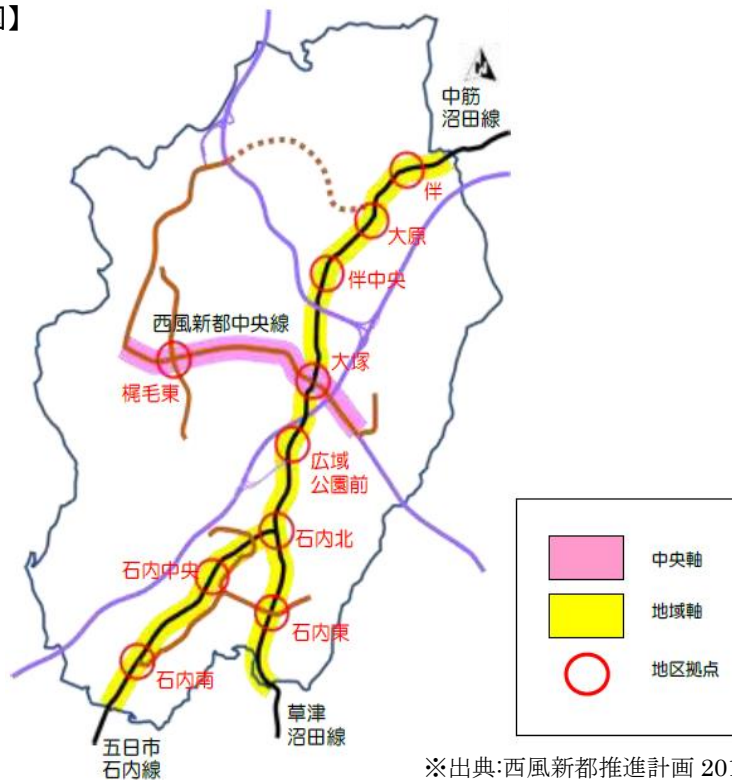 】
中筋
沼田線
伴
大原
伴中央
西風新都中央線
大塚
梶毛東
広域
公園前
石内北
石内中央
石内東
石内南
草津
沼田線
五日市
石内線
中央軸
地域軸
地区拠点
※出典:西風新都推進計画 201